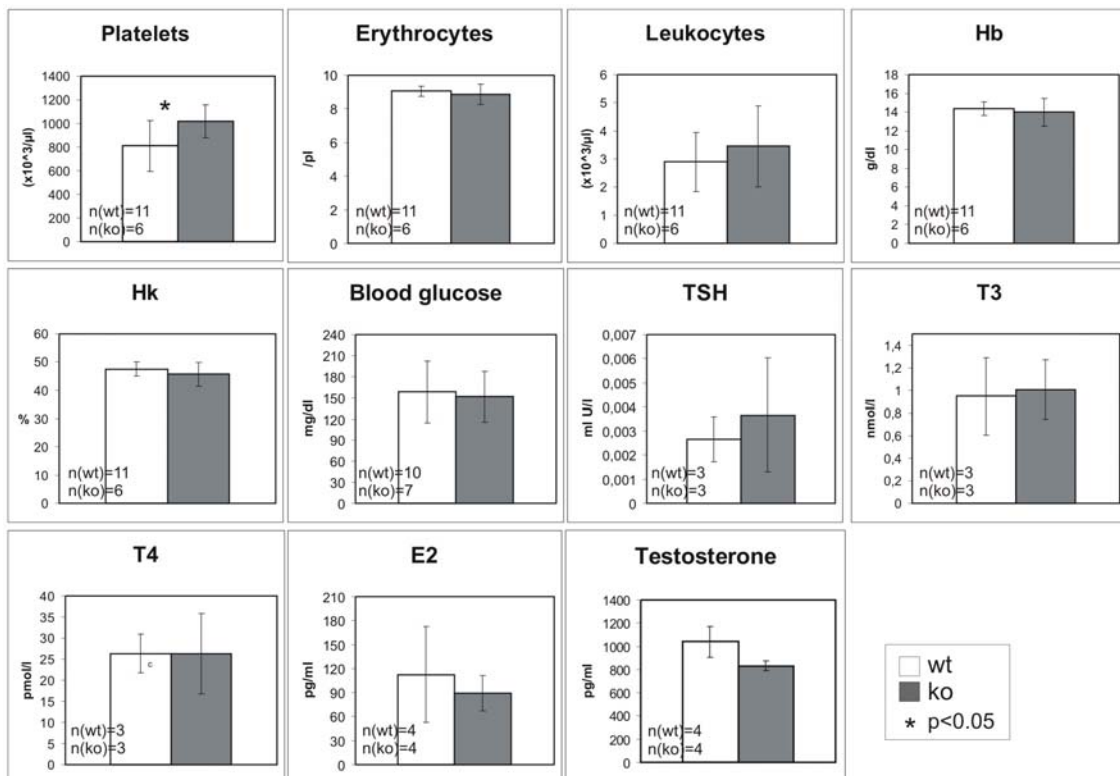 Platelets
1400
1200
1000
800
600
400
200
0
(x10^3/µl)
*
n(wt)=11
n(ko)=6
Erythrocytes
10
8
6
4
2
0
/pl
n(wt)=11
n(ko)=6
Leukocytes
6
5
4
3
2
1
0
(x10^3/µl)
n(wt)=11
n(ko)=6
Hb
18
16
14
12
10
8
6
4
2
0
g/dl
n(wt)=11
n(ko)=6
Hk
60
50
40
30
20
10
0
%
n(wt)=11
n(ko)=6
Blood glucose
240
210
180
150
120
90
60
30
0
mg/dl
n(wt)=10
n(ko)=7
TSH
0,007
0,006
0,005
0,004
0,003
0,002
0,001
0
ml U/l
n(wt)=3
n(ko)=3
T3
1,4
1,2
1
0,8
0,6
0,4
0,2
0
nmol/l
n(wt)=3
n(ko)=3
T4
40
35
30
25
20
15
10
5
0
pmol/l
c
n(wt)=3
n(ko)=3
E2
210
180
150
120
90
60
30
0
pg/ml
n(wt)=4
n(ko)=4
Testosterone
1400
1200
1000
800
600
400
200
0
pg/ml
n(wt)=4
n(ko)=4
wt
ko
* p<0.05